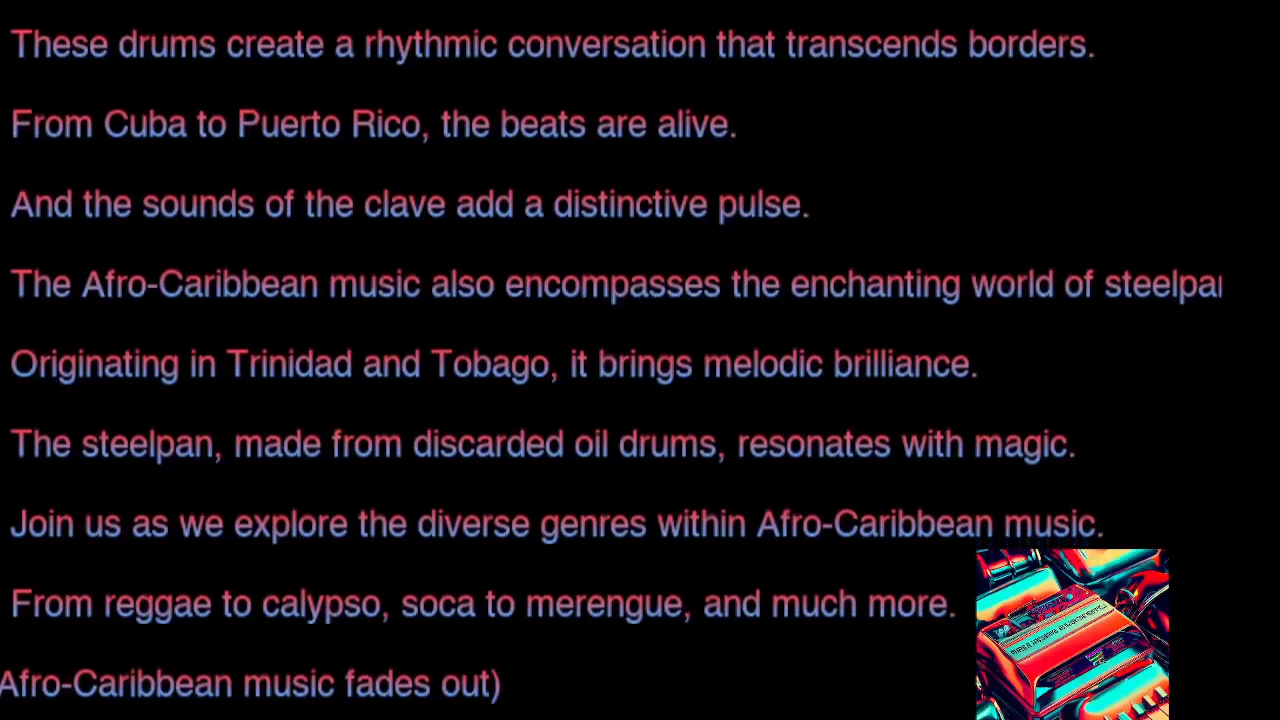 These drums create a rhythmic conversation that transcends borders.
From Cuba to Puerto Rico, the beats are alive.
And the sounds of the clave add a distinctive pulse.
The Afro-Caribbean music also encompasses the enchanting world of
Originating in Trinidad and Tobago, it brings melodic brilliance.
The steelpan, made from discarded oil drums, resonates with magic.
Join us as we explore the diverse genres within Afro-Caribbean music.
From reggae to calypso, soca to merengue, and much more.
Afro-Caribbean music fades out)